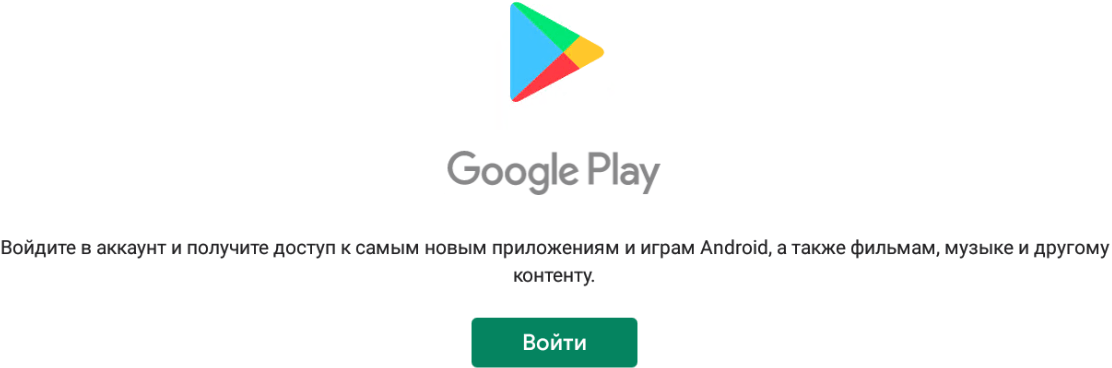 Google Play
Войдите в аккаунт и получите доступ к самым новым приложениям и играм Android, а также фильмам, музыке и другому
контенту.
Войти